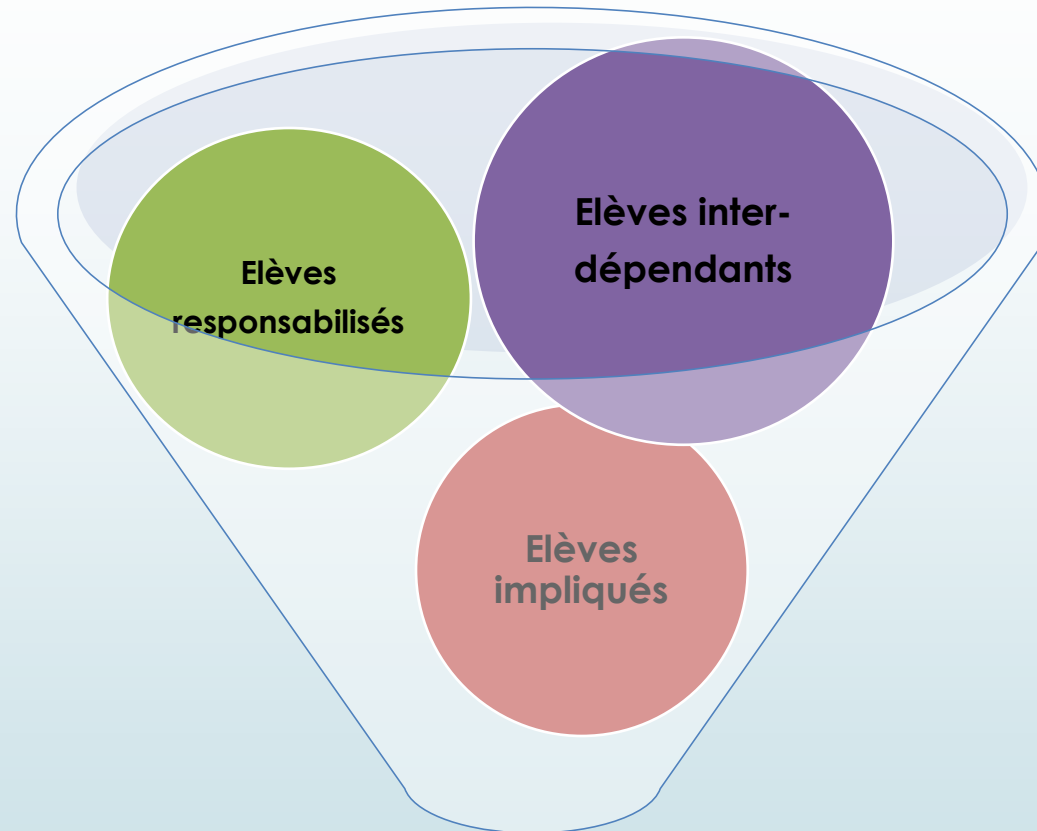 Elèves
responsabilisés
Elèves inter-
dépendants
Elèves
impliqués